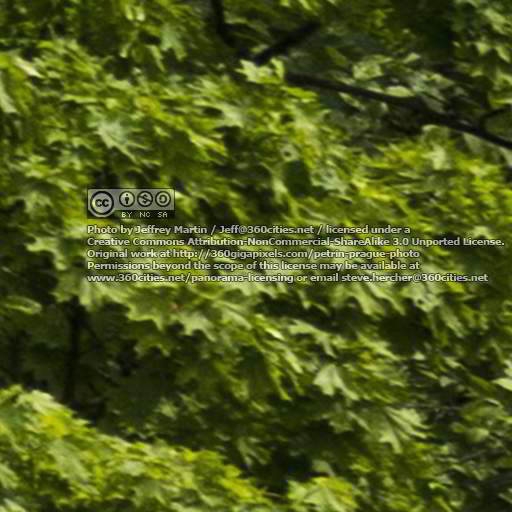 cc
BY NC SA
Photo by Jeffrey Martin / Jeff@360cities.net / licensed under a
Creative Commons Attribution-NonCommercial-ShareAlike 3.0 Unported License.
Original work at http://360gigapixels.com/petrin-prague-photo
Permissions beyond the scope of this license may be available at
www.360cities.net/panorama-licensing or email steve.hercher@360cities.net